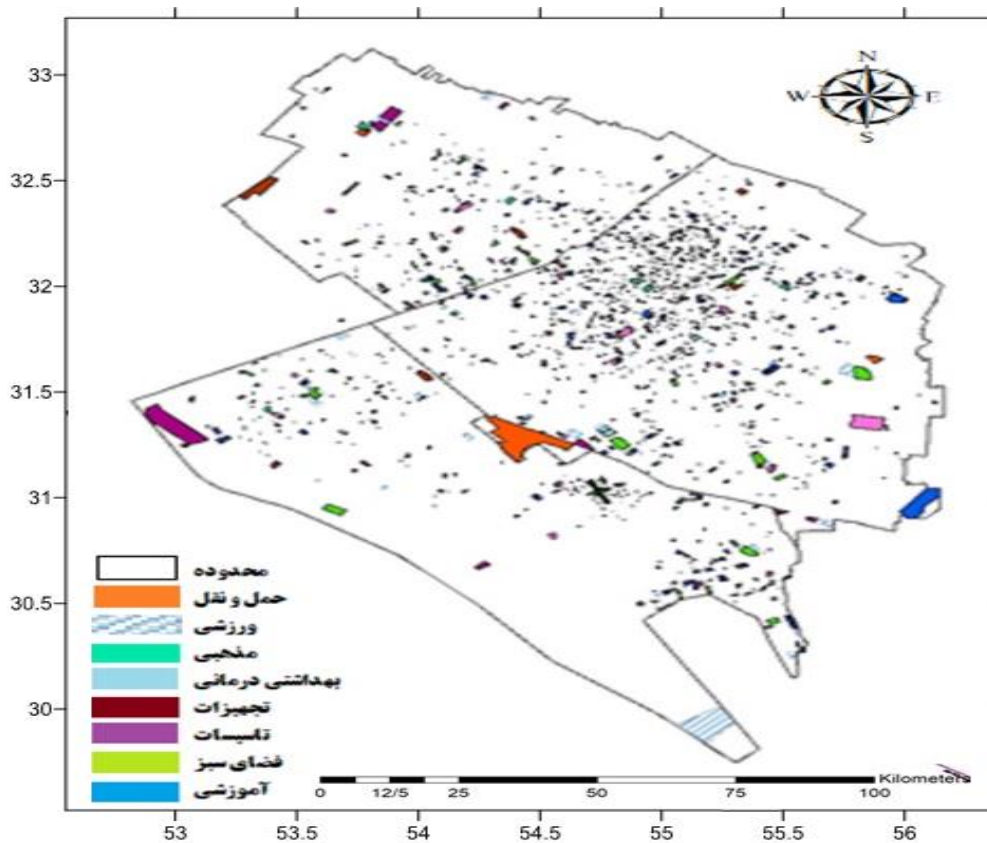 N
W E
S
33
32.5
32
31.5
31
30.5
30
محدوده
حمل و نقل
ورزشی
مذهبی
بهداشتی درمانی
تجهیزات
تاسیسات
فضای سبز
آموزشی
Kilometers
0 12/5 25 50 75 100
53 53.5 54 54.5 55 55.5 56